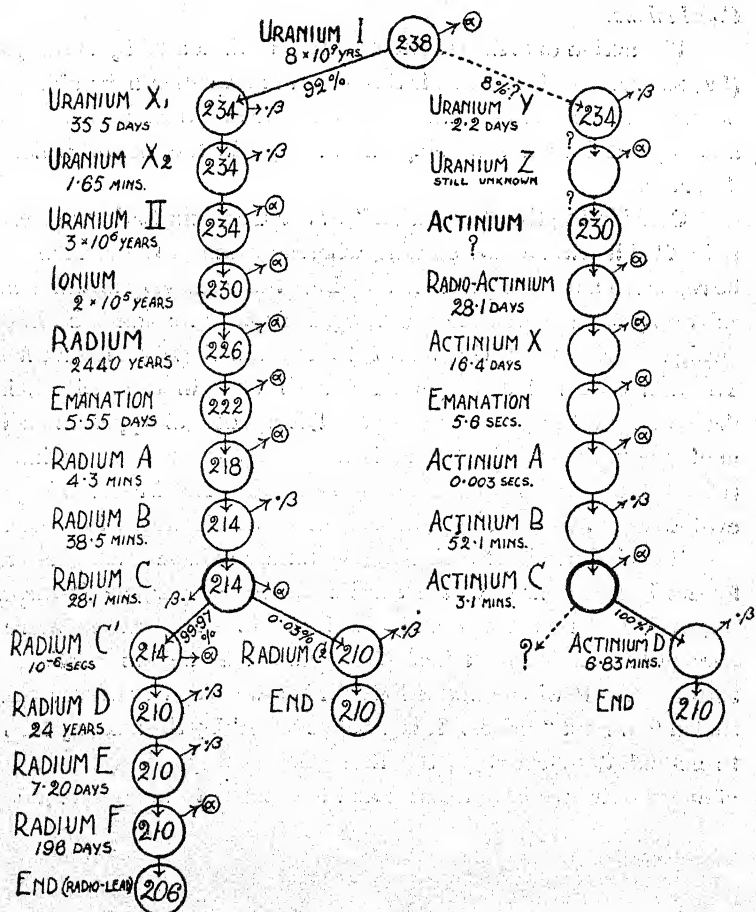 URANIUM I
8 × 10⁹ YRS.
238
α
92%
8%?
URANIUM X₁
35·5 DAYS
234
β
URANIUM X₂
1·65 MINS.
234
β
URANIUM II
3 × 10⁶ YEARS
234
α
IONIUM
2 × 10⁵ YEARS
230
α
RADIUM
2440 YEARS
226
α
EMANATION
5·55 DAYS
222
α
RADIUM A
4·3 MINS
218
α
RADIUM B
38·5 MINS.
214
β
RADIUM C
28·1 MINS.
214
β
α
99·97%
0·03%
RADIUM C'
10⁻⁶ SECS
214
α
RADIUM C₂
210
β
END
210
RADIUM D
24 YEARS
210
β
RADIUM E
7·20 DAYS
210
β
RADIUM F
196 DAYS
210
α
END (RADIO-LEAD)
206
URANIUM Y
2·2 DAYS
234
β
?
URANIUM Z
STILL UNKNOWN
α
?
ACTINIUM
?
230
RADIO-ACTINIUM
28·1 DAYS
α
ACTINIUM X
16·4 DAYS
α
EMANATION
5·6 SECS.
α
ACTINIUM A
0·003 SECS.
α
ACTINIUM B
52·1 MINS.
β
ACTINIUM C
3·1 MINS.
α
?
100%?
ACTINIUM D
6·83 MINS.
β
END
210